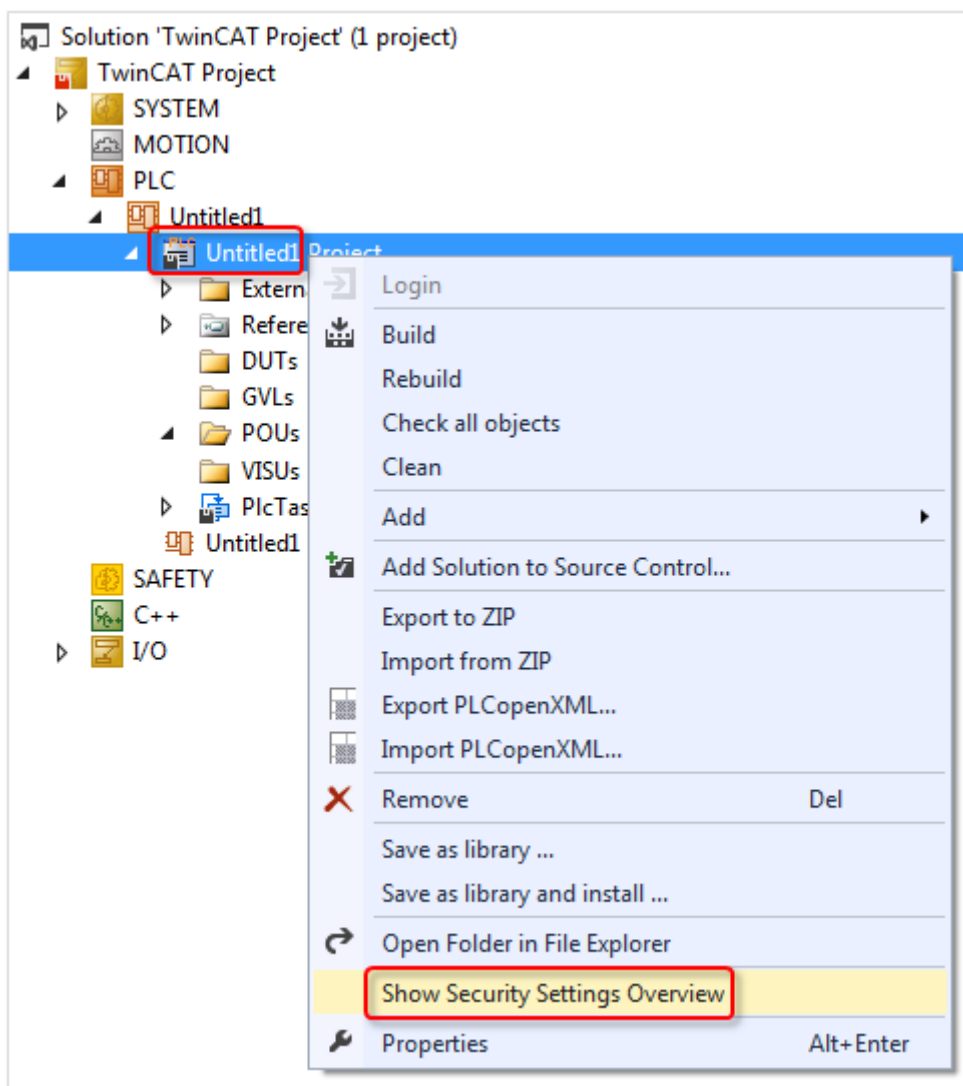 Solution 'TwinCAT Project' (1 project)
TwinCAT Project
SYSTEM
MOTION
PLC
Untitled1
Untitled1 Project
Extern
Refere
DUTs
GVLs
POUs
VISUs
PlcTas
Untitled1
SAFETY
C++
I/O
Login
Build
Rebuild
Check all objects
Clean
Add
Add Solution to Source Control...
Export to ZIP
Import from ZIP
Export PLCopenXML...
Import PLCopenXML...
Remove Del
Save as library ...
Save as library and install ...
Open Folder in File Explorer
Show Security Settings Overview
Properties Alt+Enter